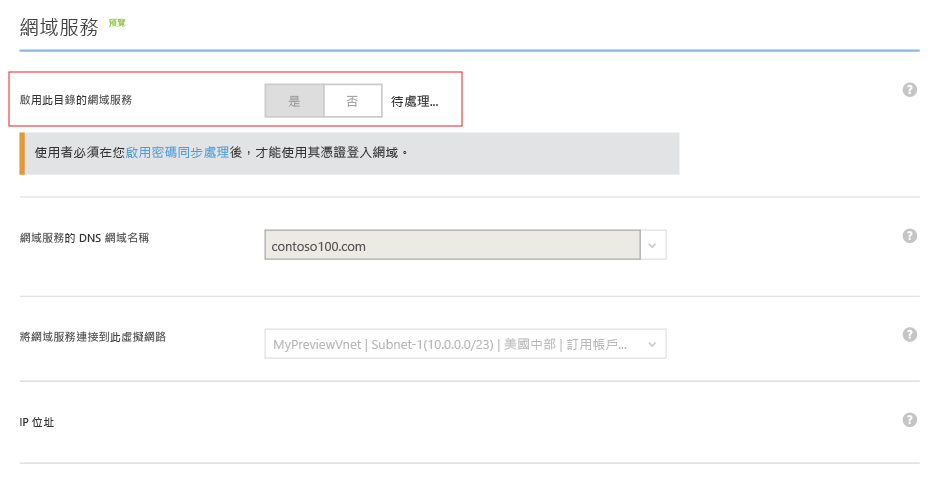 網域服務 預覽
啟用此目錄的網域服務 是 否 待處理...
使用者必須在您啟用密碼同步處理後，才能使用其憑證登入網域。
網域服務的 DNS 網域名稱 contoso100.com
將網域服務連接到此虛擬網路 MyPreviewVnet | Subnet-1(10.0.0.0/23) | 美國中部 | 訂用帳戶...
IP 位址